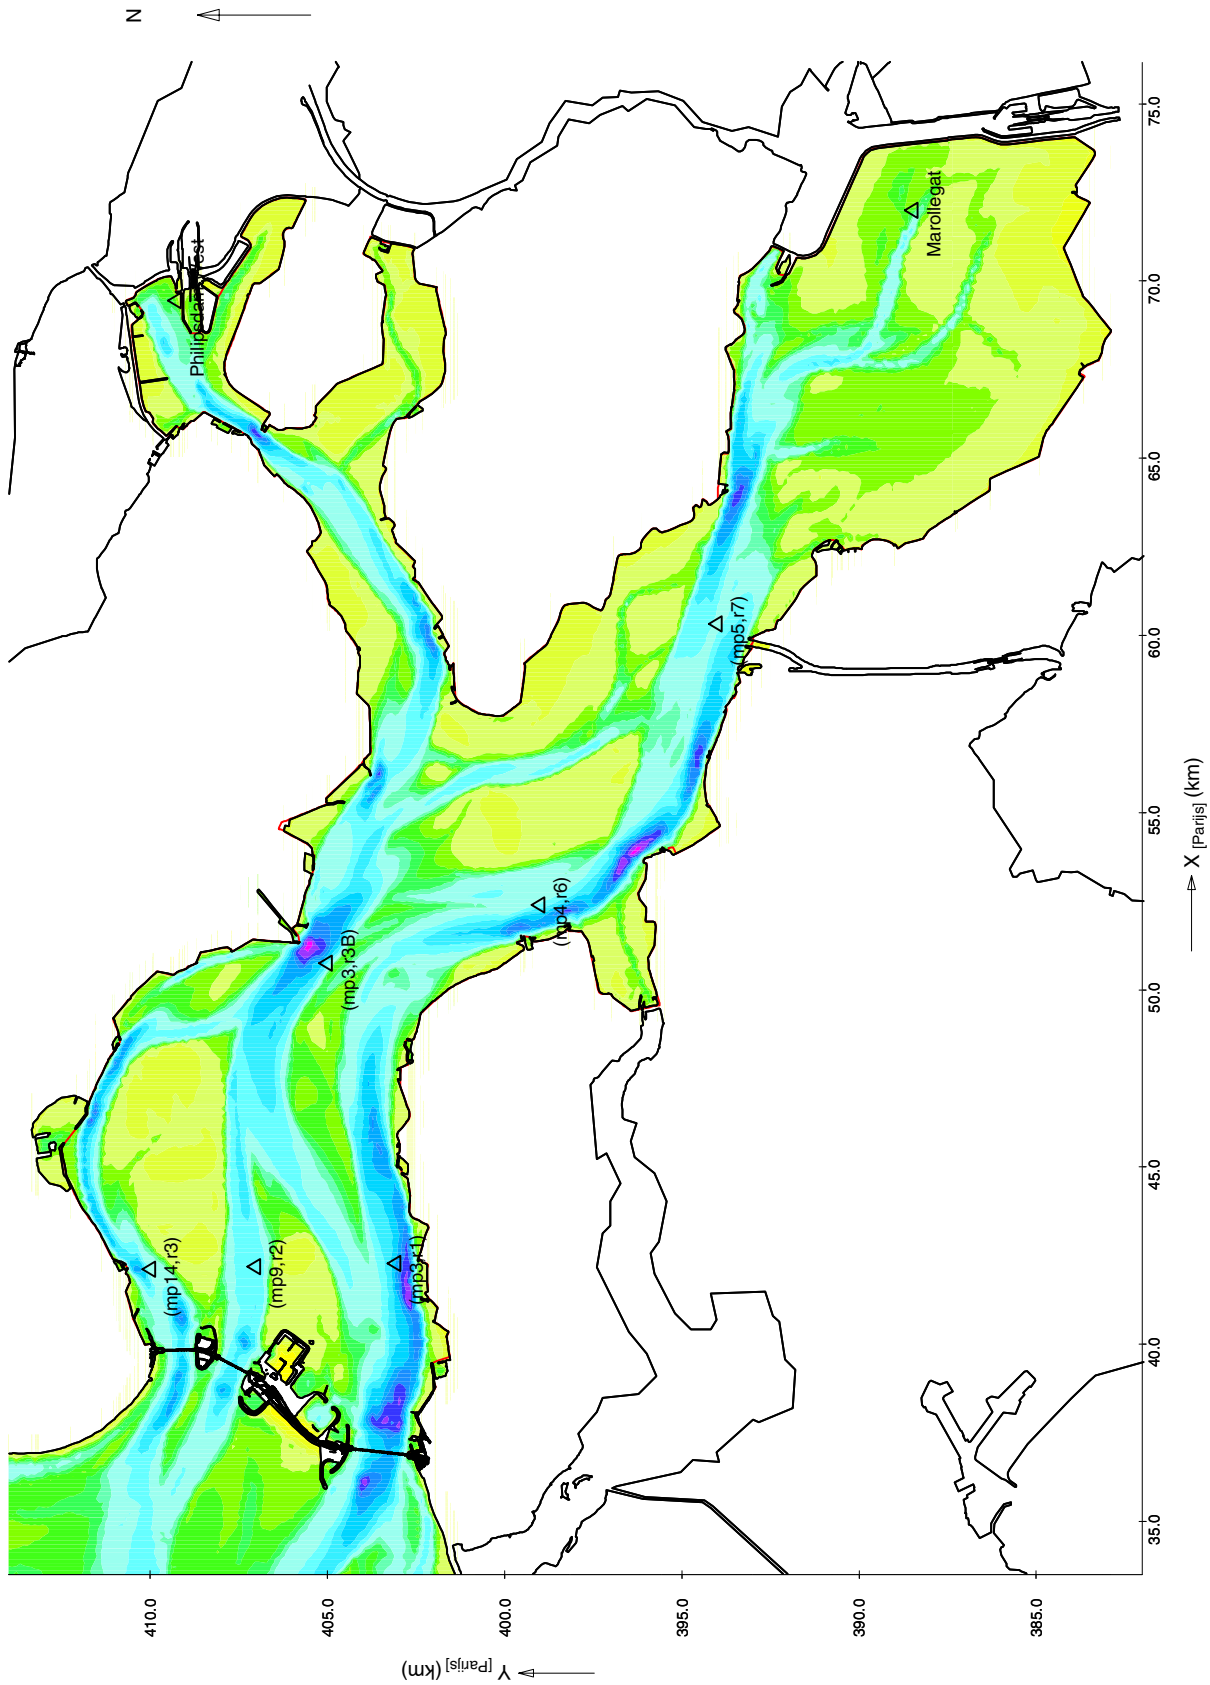 N
Philipsdam West
Marollegat
(mp5,r7)
(mp4,r6)
(mp3,r3B)
(mp14,r3)
(mp9,r2)
(mp3,r1)
75.0
70.0
65.0
60.0
55.0
50.0
45.0
40.0
35.0
X [Parijs] (km)
410.0
405.0
400.0
395.0
390.0
385.0
Y [Parijs] (km)